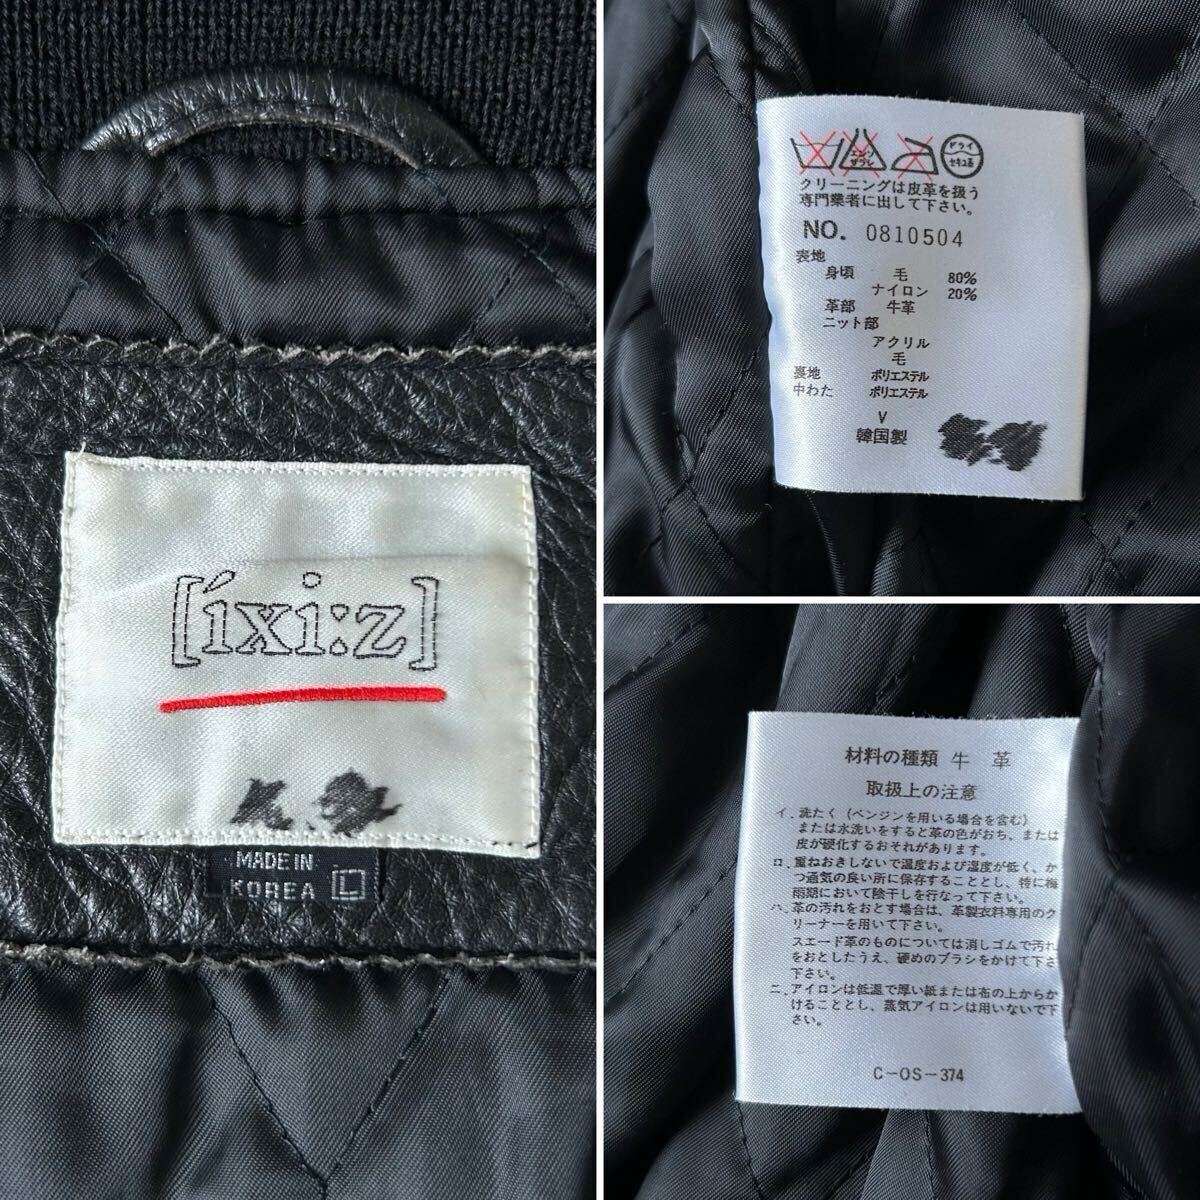 [íxi:z]
MADE IN
KOREA L
エンソ
サラシ
ドライ
セキユ系
クリーニングは皮革を扱う
専門業者に出して下さい。
NO. 0810504
表地
身頃 毛 80%
ナイロン 20%
革部 牛革
ニット部
アクリル
毛
裏地 ポリエステル
中わた ポリエステル
V
韓国製
材料の種類 牛 革
取扱上の注意
イ. 洗たく (ベンジンを用いる場合を含む)
または水洗いをすると革の色がおち、または
皮が硬化するおそれがあります。
ロ. 重ねおきしないで温度および湿度が低く、か
つ通気の良い所に保存することとし、特に梅
雨期において陰干しを行なって下さい。
ハ. 革の汚れをおとす場合は、革製衣料専用のク
リーナーを用いて下さい。
スエード革のものについては消しゴムで汚れ
をおとしたうえ、硬めのブラシをかけて下さ
下さい。
ニ. アイロンは低温で厚い紙または布の上からか
けることとし、蒸気アイロンは用いないで下
さい。
C-OS-374